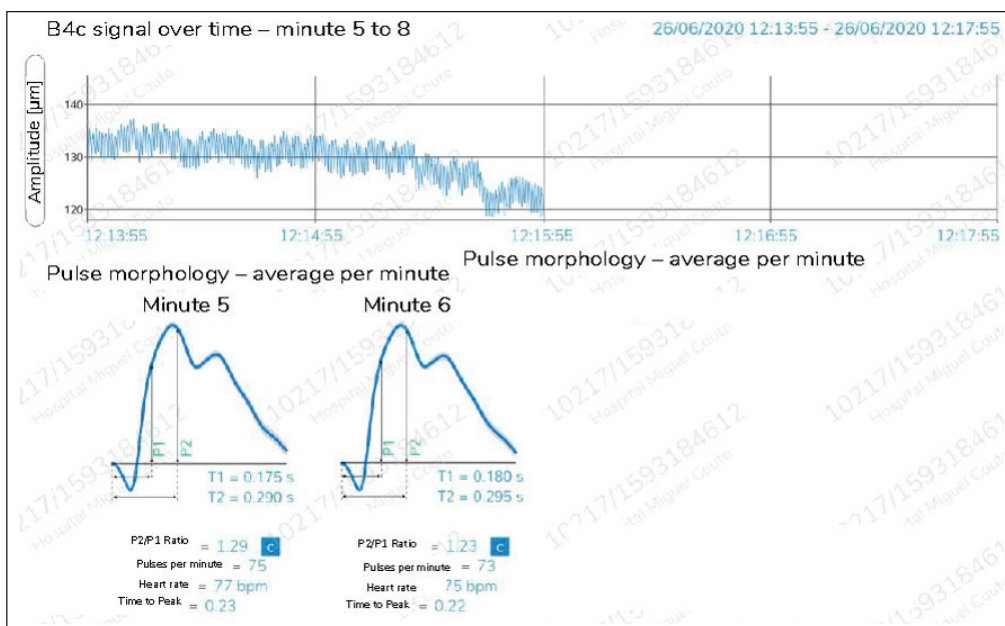 B4c signal over time – minute 5 to 8
26/06/2020 12:13:55 - 26/06/2020 12:17:55
Amplitude [µm]
140
130
120
12:13:55 12:14:55 12:15:55 12:16:55 12:17:55
Pulse morphology – average per minute
Pulse morphology – average per minute
Minute 5
P1
P2
T1 = 0.175 s
T2 = 0.290 s
P2/P1 Ratio = 1.29 C
Pulses per minute = 75
Heart rate = 77 bpm
Time to Peak = 0.23
Minute 6
P1
P2
T1 = 0.180 s
T2 = 0.295 s
P2/P1 Ratio = 1.23 C
Pulses per minute = 73
Heart rate 75 bpm
Time to Peak = 0.22
10217/1593184612
Hospital Miguel Couto